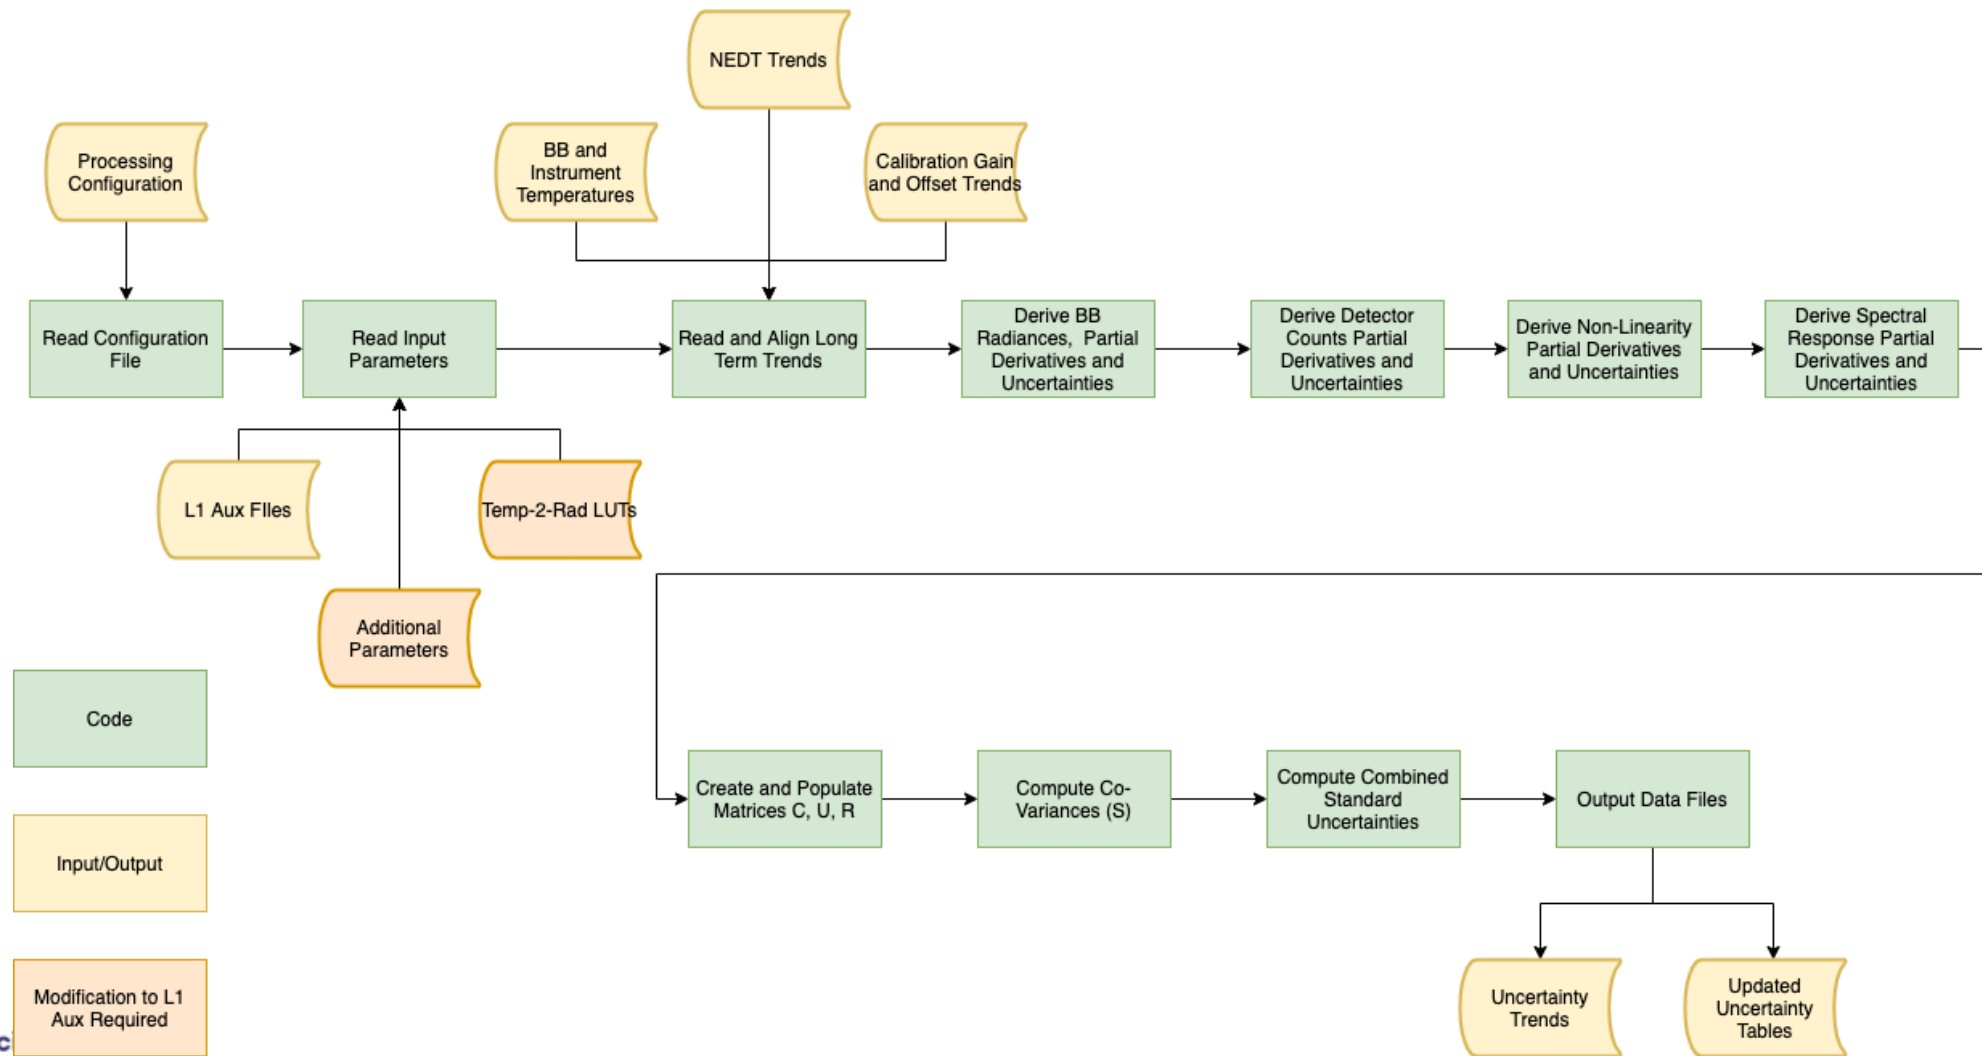 NEDT Trends
Processing
Configuration
BB and
Instrument
Temperatures
Calibration Gain
and Offset Trends
Read Configuration
File
Read Input
Parameters
Read and Align Long
Term Trends
Derive BB
Radiances, Partial
Derivatives and
Uncertainties
Derive Detector
Counts Partial
Derivatives and
Uncertainties
Derive Non-Linearity
Partial Derivatives
and Uncertainties
Derive Spectral
Response Partial
Derivatives and
Uncertainties
L1 Aux FIles
Temp-2-Rad LUTs
Additional
Parameters
Code
Input/Output
Modification to L1
Aux Required
Create and Populate
Matrices C, U, R
Compute Co-
Variances (S)
Compute Combined
Standard
Uncertainties
Output Data Files
Uncertainty
Trends
Updated
Uncertainty
Tables